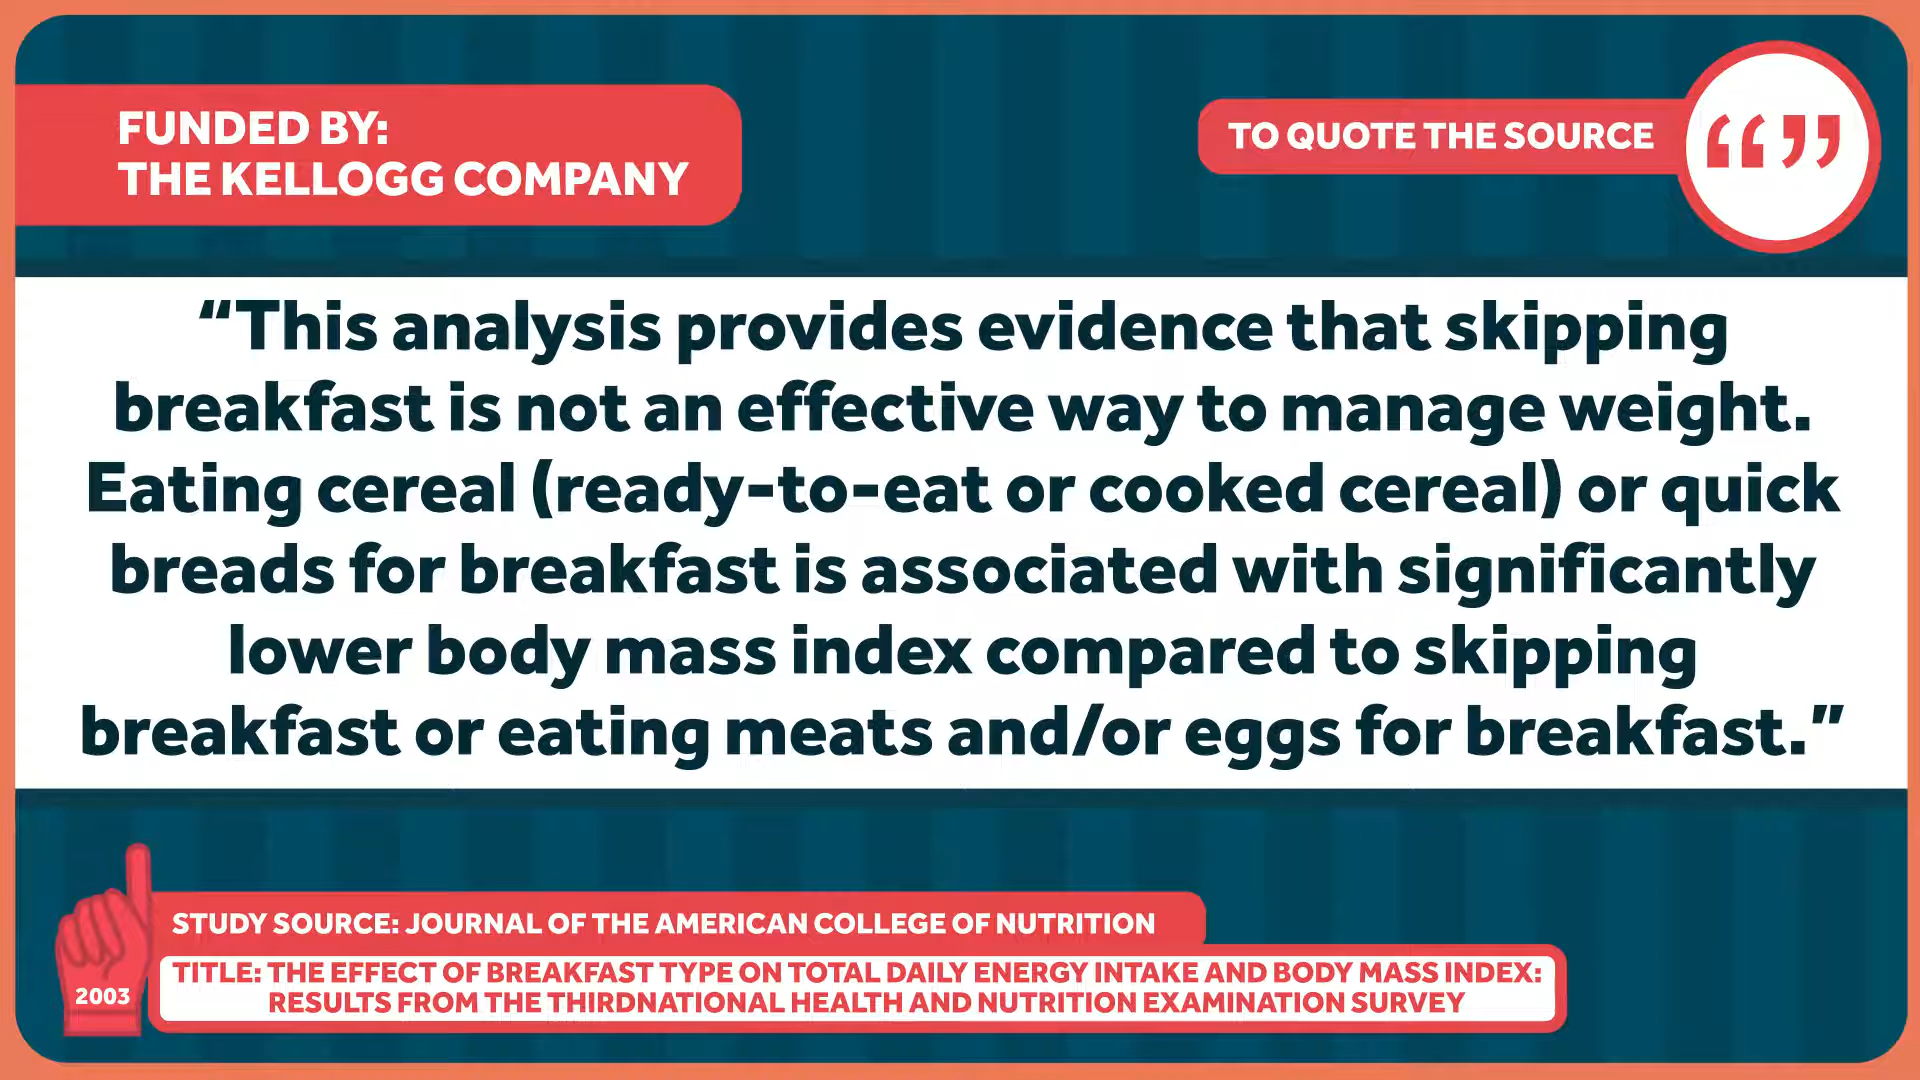 FUNDED BY:
THE KELLOGG COMPANY
TO QUOTE THE SOURCE
“”
“This analysis provides evidence that skipping
breakfast is not an effective way to manage weight.
Eating cereal (ready-to-eat or cooked cereal) or quick
breads for breakfast is associated with significantly
lower body mass index compared to skipping
breakfast or eating meats and/or eggs for breakfast.”
STUDY SOURCE: JOURNAL OF THE AMERICAN COLLEGE OF NUTRITION
2003
TITLE: THE EFFECT OF BREAKFAST TYPE ON TOTAL DAILY ENERGY INTAKE AND BODY MASS INDEX:
RESULTS FROM THE THIRDNATIONAL HEALTH AND NUTRITION EXAMINATION SURVEY